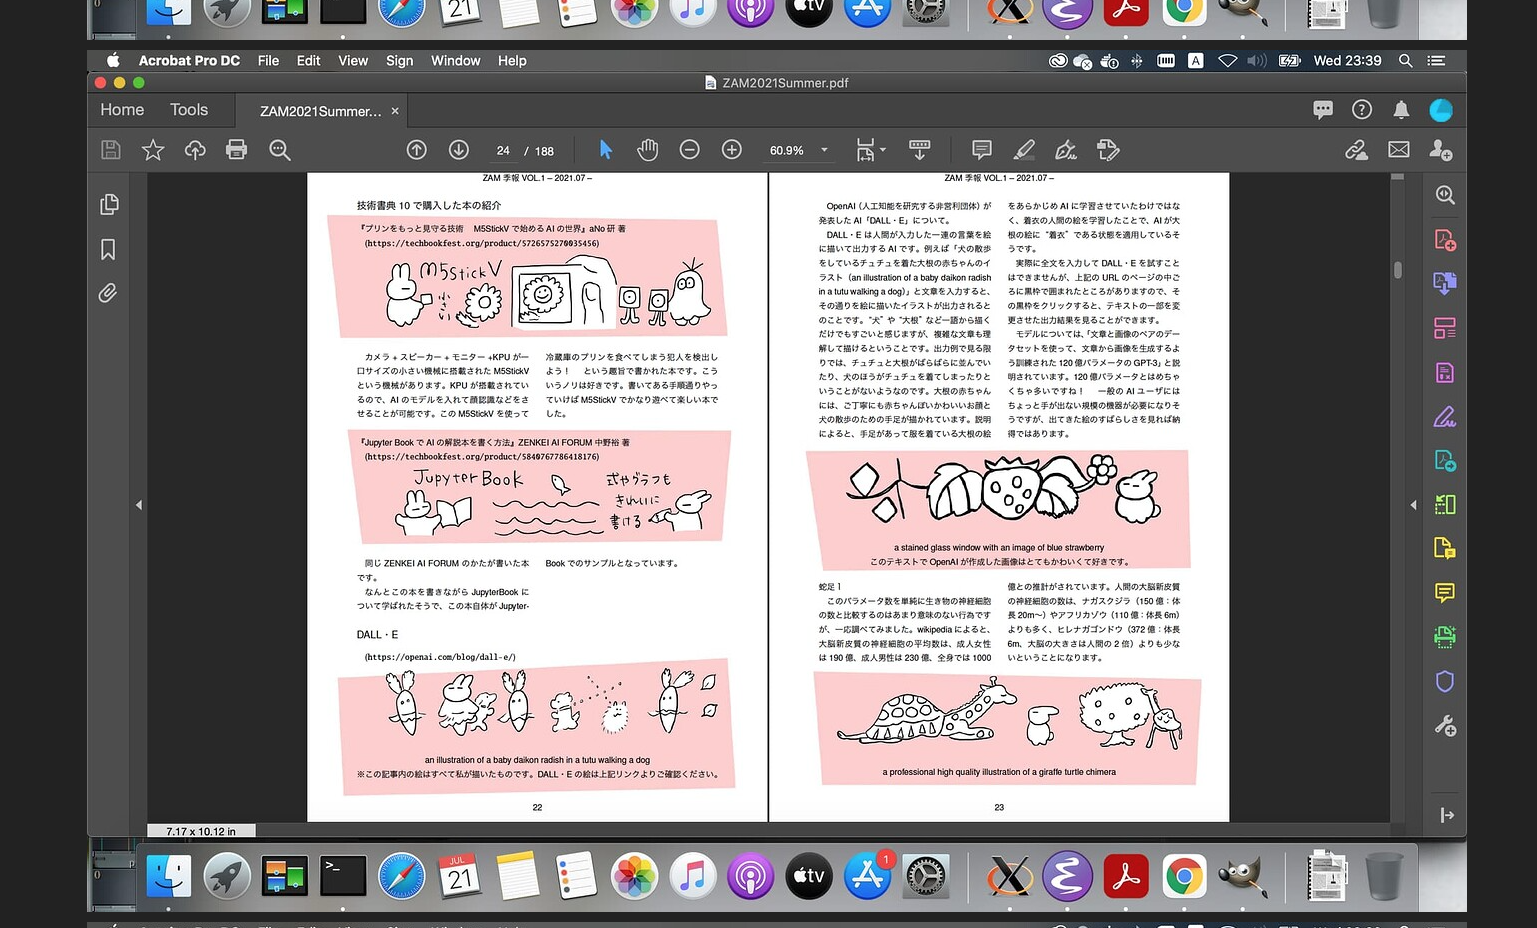 21
Acrobat Pro DC File Edit View Sign Window Help
A
Wed 23:39
ZAM2021Summer.pdf
Home Tools ZAM2021Summer... ×
24 / 188
60.9%
ZAM 季報 VOL.1 – 2021.07 –
技術書典 10 で購入した本の紹介
『プリンをもっと見守る技術　M5StickV で始める AI の世界』aNo 研 著
(https://techbookfest.org/product/5726575270035456)
M5stickV
小さい
カメラ + スピーカー + モニター +KPU が一
口サイズの小さい機械に搭載された M5StickV
という機械があります。KPU が搭載されてい
るので、AI のモデルを入れて顔認識などをさ
せることが可能です。この M5StickV を使って
冷蔵庫のプリンを食べてしまう犯人を検出し
よう！　という趣旨で書かれた本です。こう
いうノリは好きです。書いてある手順通りやっ
ていけば M5StickV でかなり遊べて楽しい本で
した。
『Jupyter Book で AI の解説本を書く方法』ZENKEI AI FORUM 中野裕 著
(https://techbookfest.org/product/5840767786418176)
Jupyter Book
式やグラフも
きれいに
書ける
同じ ZENKEI AI FORUM のかたが書いた本
です。
なんとこの本を書きながら JupyterBook に
ついて学ばれたそうで、この本自体が Jupyter-
Book でのサンプルとなっています。
DALL・E
(https://openai.com/blog/dall-e/)
an illustration of a baby daikon radish in a tutu walking a dog
※この記事内の絵はすべて私が描いたものです。DALL・E の絵は上記リンクよりご確認ください。
22
ZAM 季報 VOL.1 – 2021.07 –
OpenAI（人工知能を研究する非営利団体）が
発表した AI「DALL・E」について。
DALL・E は人間が入力した一連の言葉を絵
に描いて出力する AI です。例えば「犬の散歩
をしているチュチュを着た大根の赤ちゃんのイ
ラスト（an illustration of a baby daikon radish
in a tutu walking a dog）」と文章を入力すると、
その通りを絵に描いたイラストが出力されると
のことです。“犬” や “大根” など一語から描く
だけでもすごいと感じますが、複雑な文章も理
解して描けるということです。出力例で見る限
りでは、チュチュと大根がばらばらに並んでい
たり、犬のほうがチュチュを着てしまったりと
いうことがないようなのです。大根の赤ちゃん
には、ご丁寧にも赤ちゃんぽいかわいいお顔と
犬の散歩のための手足が描かれています。説明
によると、手足があって服を着ている大根の絵
をあらかじめ AI に学習させていたわけではな
く、着衣の人間の絵を学習したことで、AI が大
根の絵に “着衣” である状態を適用しているそ
うです。
実際に全文を入力して DALL・E を試すこと
はできませんが、上記の URL のページの中ご
ろに黒枠で囲まれたところがありますので、そ
の黒枠をクリックすると、テキストの一部を変
更させた出力結果を見ることができます。
モデルについては、「文章と画像のペアのデー
タセットを使って、文章から画像を生成するよ
う訓練された 120 億パラメータの GPT-3」と説
明されています。120 億パラメータとはめちゃ
くちゃ多いですね！　一般の AI ユーザには
ちょっと手が出ない規模の機器が必要になりそ
うですが、出てきた絵のすばらしさを見れば納
得ではあります。
a stained glass window with an image of blue strawberry
このテキストで OpenAI が作成した画像はとてもかわいくて好きです。
蛇足 1
このパラメータ数を単純に生き物の神経細胞
の数と比較するのはあまり意味のない行為です
が、一応調べてみました。wikipedia によると、
大脳新皮質の神経細胞の平均数は、成人女性
は 190 億、成人男性は 230 億、全身では 1000
億との推計がされています。人間の大脳新皮質
の神経細胞の数は、ナガスクジラ（150 億：体
長 20m～）やアフリカゾウ（110 億：体長 6m）
よりも多く、ヒレナガゴンドウ（372 億：体長
6m、大脳の大きさは人間の 2 倍）よりも少な
いということになります。
a professional high quality illustration of a giraffe turtle chimera
23
7.17 x 10.12 in
JUL
21
tv
1